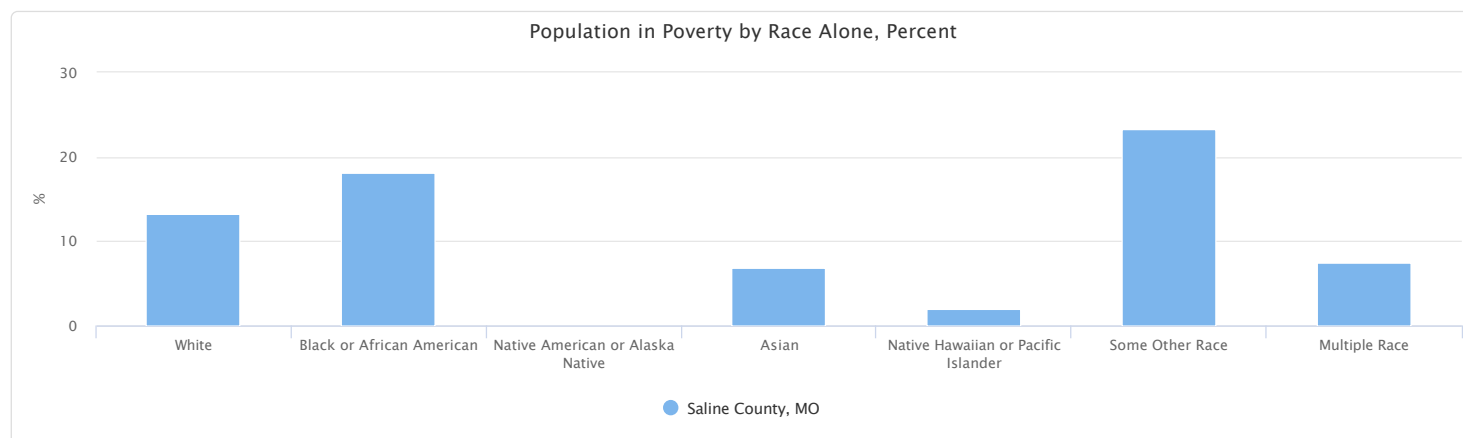 Population in Poverty by Race Alone, Percent
30
20
10
0
%
White
Black or African American
Native American or Alaska
Native
Asian
Native Hawaiian or Pacific
Islander
Some Other Race
Multiple Race
Saline County, MO